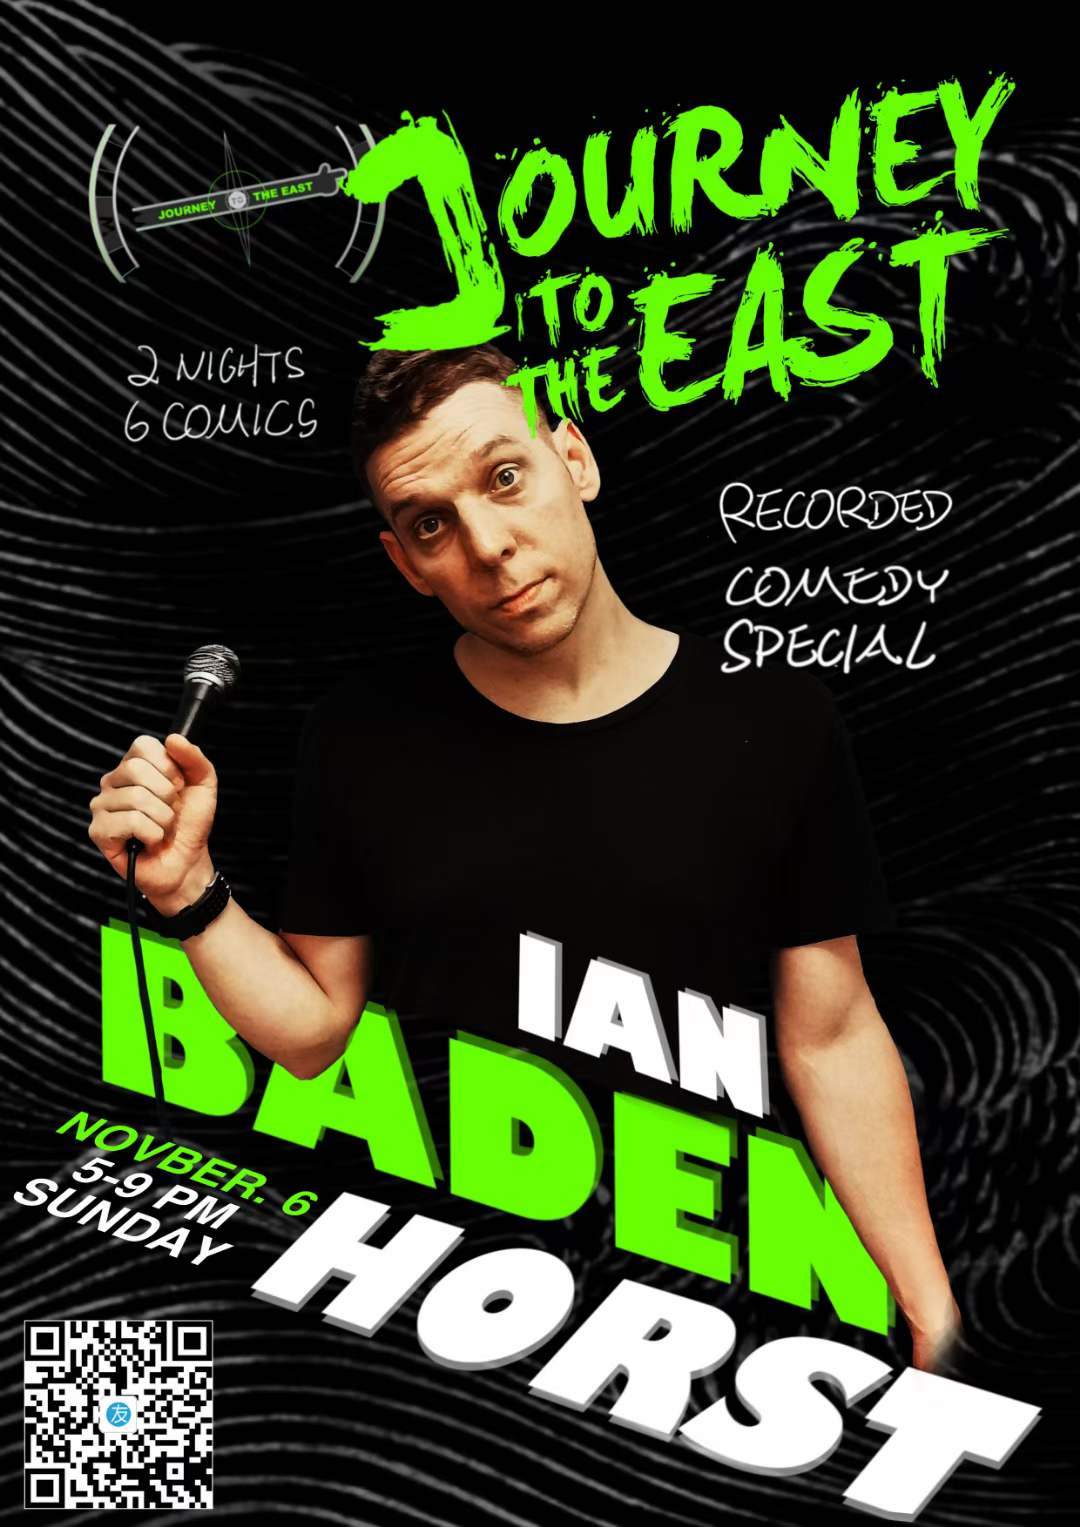 JOURNEY TO THE EAST
JOURNEY
TO THE EAST
2 NIGHTS
6 COMICS
RECORDED
COMEDY
SPECIAL
IAN
BADEN
HORST
NOVBER. 6
5-9 PM
SUNDAY
友